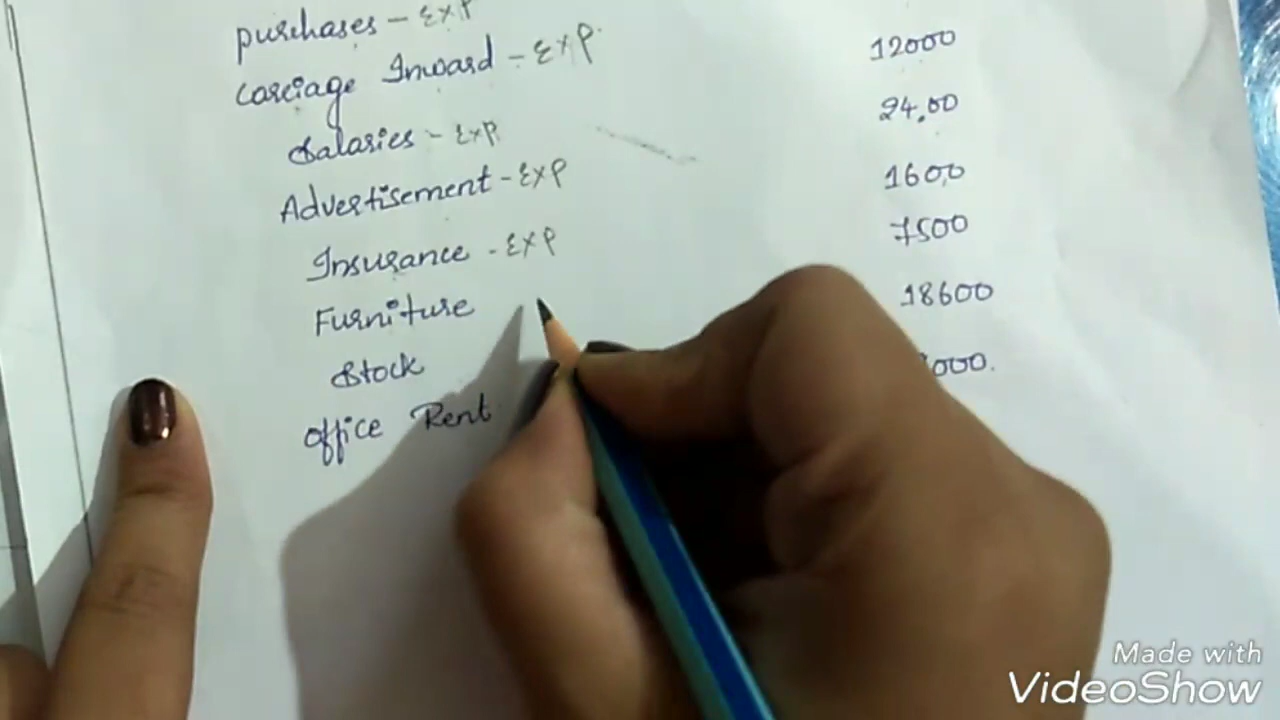 purchases - Exp
Carriage Inward - Exp. 12000
Salaries - Exp. 24,00
Advertisement - Exp 1600
Insurance - Exp 7500
Furniture 18600
Stock 000.
Office Rent
Made with
VideoShow